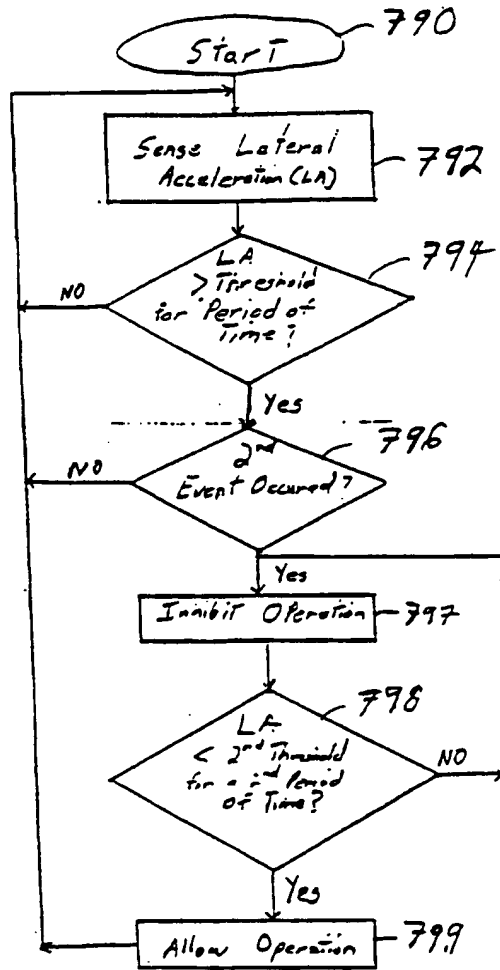 790
Start
Sense Lateral
Acceleration (LA)
792
LA
> Threshold
for Period of
Time?
794
NO
Yes
2nd
Event Occured?
796
NO
Yes
Inhibit Operation
797
LA
< 2nd Threshold
for a 2nd Period
of Time?
798
NO
Yes
Allow Operation
799